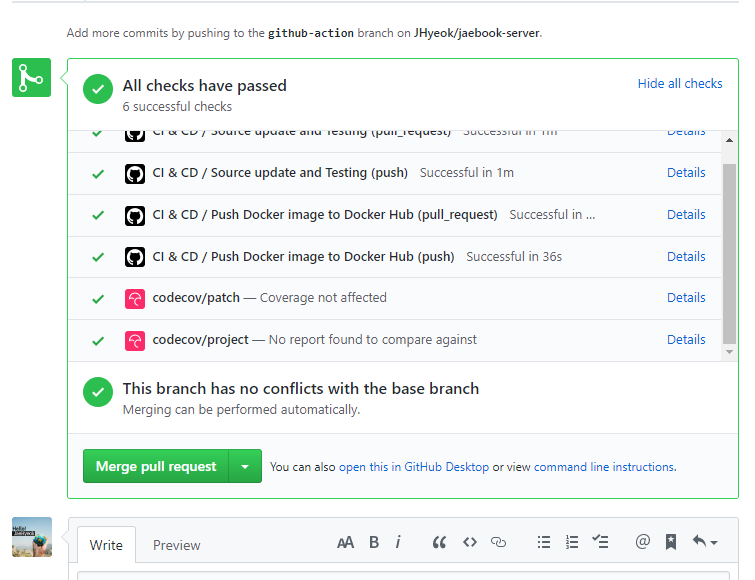 Add more commits by pushing to the github-action branch on JHyeok/jaebook-server.
All checks have passed
Hide all checks
6 successful checks
CI & CD / Source update and Testing (pull_request) Successful in 1m Details
CI & CD / Source update and Testing (push) Successful in 1m Details
CI & CD / Push Docker image to Docker Hub (pull_request) Successful in ... Details
CI & CD / Push Docker image to Docker Hub (push) Successful in 36s Details
codecov/patch — Coverage not affected Details
codecov/project — No report found to compare against Details
This branch has no conflicts with the base branch
Merging can be performed automatically.
Merge pull request You can also open this in GitHub Desktop or view command line instructions.
Hello!
Write Preview AA B i @